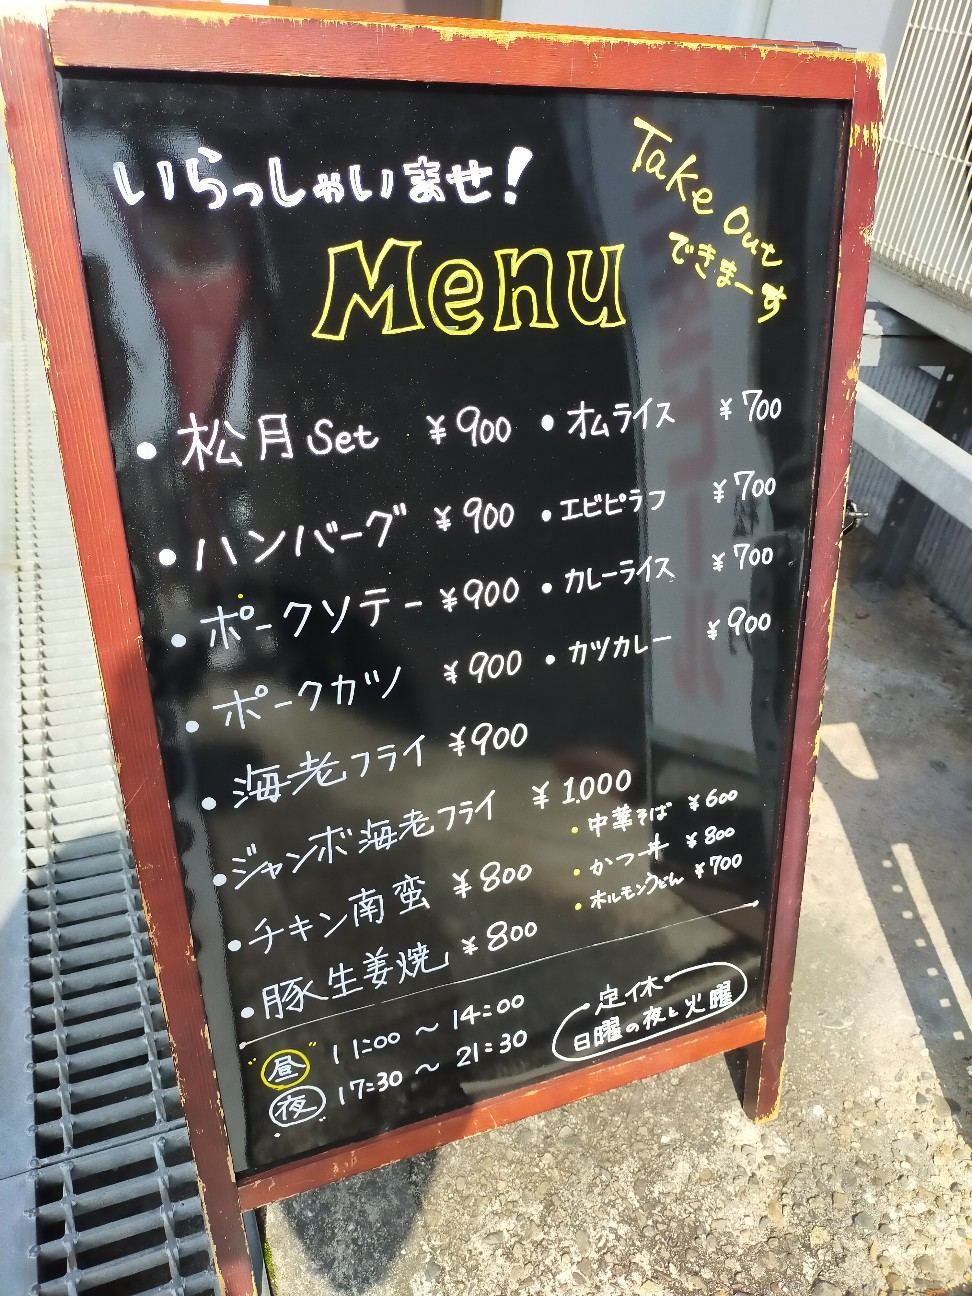 いらっしゃいませ!
Take Out
できまーす
Menu
・松月Set ¥900
・ハンバーグ ¥900
・ポークソテー ¥900
・ポークカツ ¥900
・海老フライ ¥900
・ジャンボ海老フライ ¥1000
・チキン南蛮 ¥800
・豚生姜焼 ¥800
・オムライス ¥700
・エビピラフ ¥700
・カレーライス ¥700
・カツカレー ¥900
・中華そば ¥600
・かつ丼 ¥800
・ホルモンうどん ¥700
昼 11:00 〜 14:00
夜 17:30 〜 21:30
定休
日曜の夜と火曜